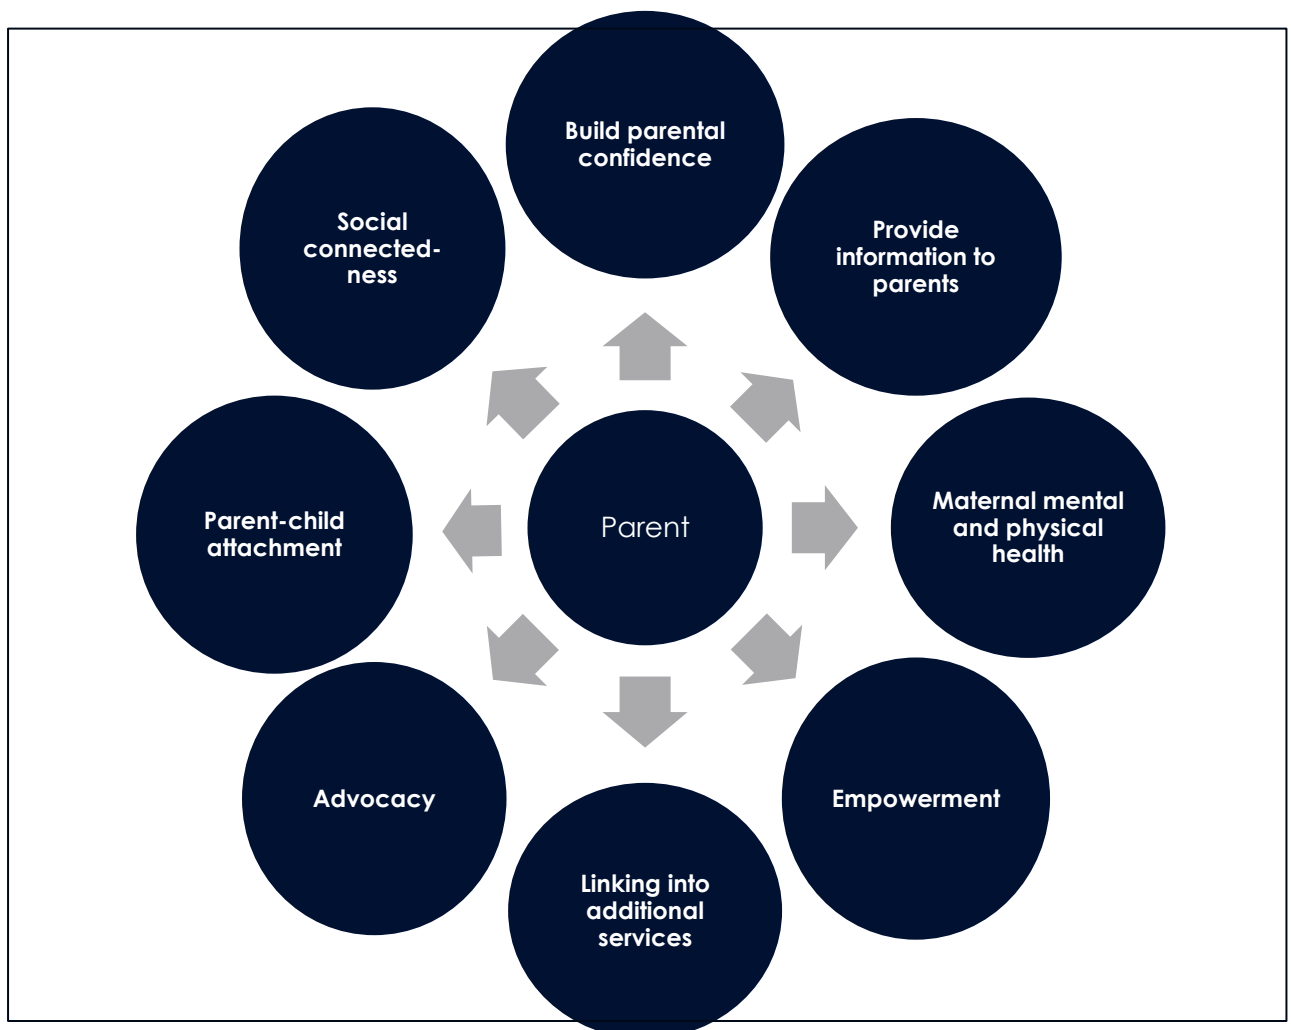 Build parental
confidence
Provide
information to
parents
Maternal mental
and physical
health
Empowerment
Linking into
additional
services
Advocacy
Parent-child
attachment
Social
connected-
ness
Parent